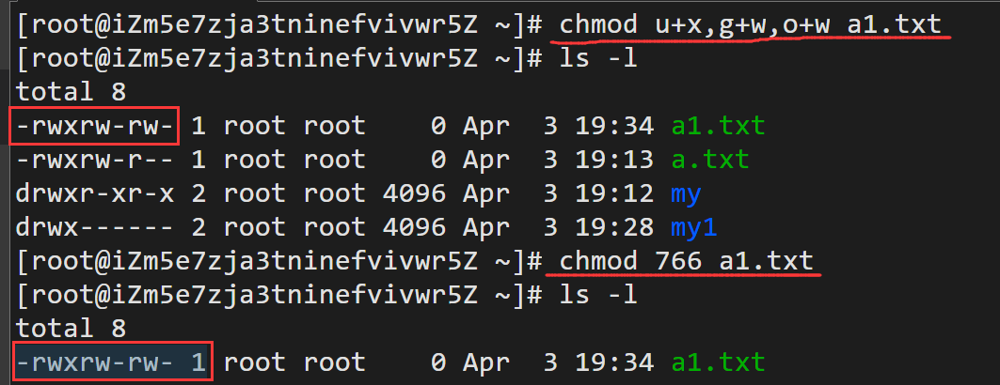 [root@iZm5e7zja3tninefvivwr5Z ~]# chmod u+x,g+w,o+w a1.txt
[root@iZm5e7zja3tninefvivwr5Z ~]# ls -l
total 8
-rwxrw-rw- 1 root root    0 Apr  3 19:34 a1.txt
-rwxrw-r-- 1 root root    0 Apr  3 19:13 a.txt
drwxr-xr-x 2 root root 4096 Apr  3 19:12 my
drwx------ 2 root root 4096 Apr  3 19:28 my1
[root@iZm5e7zja3tninefvivwr5Z ~]# chmod 766 a1.txt
[root@iZm5e7zja3tninefvivwr5Z ~]# ls -l
total 8
-rwxrw-rw- 1 root root    0 Apr  3 19:34 a1.txt